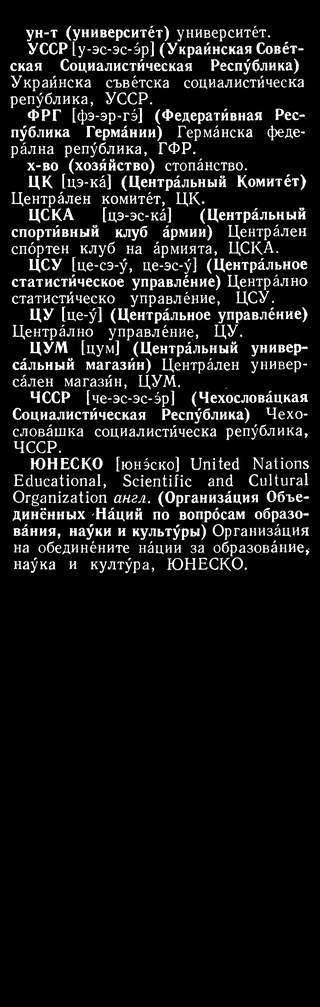 ун-т (университе́т) университе́т.
УССР [у-эс-эс-э́р] (Украи́нская Сове́т-
ская Социалисти́ческая Респу́блика)
Украи́нска съве́тска социалисти́ческа
репу́блика, УССР.
ФРГ [фэ-эр-гэ́] (Федерати́вная Рес-
пу́блика Герма́нии) Герма́нска феде-
ра́лна репу́блика, ГФР.
х-во (хозя́йство) стопа́нство.
ЦК [цэ-ка́] (Центра́льный Комите́т)
Центра́лен комите́т, ЦК.
ЦСКА [цэ-эс-ка́] (Центра́льный
спорти́вный клуб а́рмии) Центра́лен
спо́ртен клуб на а́рмията, ЦСКА.
ЦСУ [це-сэ-у́, це-эс-у́] (Центра́льное
статисти́ческое управле́ние) Центра́лно
статисти́ческо управле́ние, ЦСУ.
ЦУ [це-у́] (Центра́льное управле́ние)
Центра́лно управле́ние, ЦУ.
ЦУМ [цум] (Центра́льный универ-
са́льный магази́н) Центра́лен универ-
са́лен магази́н, ЦУМ.
ЧССР [че-эс-эс-э́р] (Чехослова́цкая
Социалисти́ческая Респу́блика) Чехо-
слова́шка социалисти́ческа репу́блика,
ЧССР.
ЮНЕСКО [юнэ́ско] United Nations
Educational, Scientific and Cultural
Organization англ. (Организа́ция Объе-
динённых На́ций по вопро́сам образо-
ва́ния, нау́ки и культу́ры) Организа́ция
на обедине́ните на́ции за образова́ние,
нау́ка и култу́ра, ЮНЕСКО.